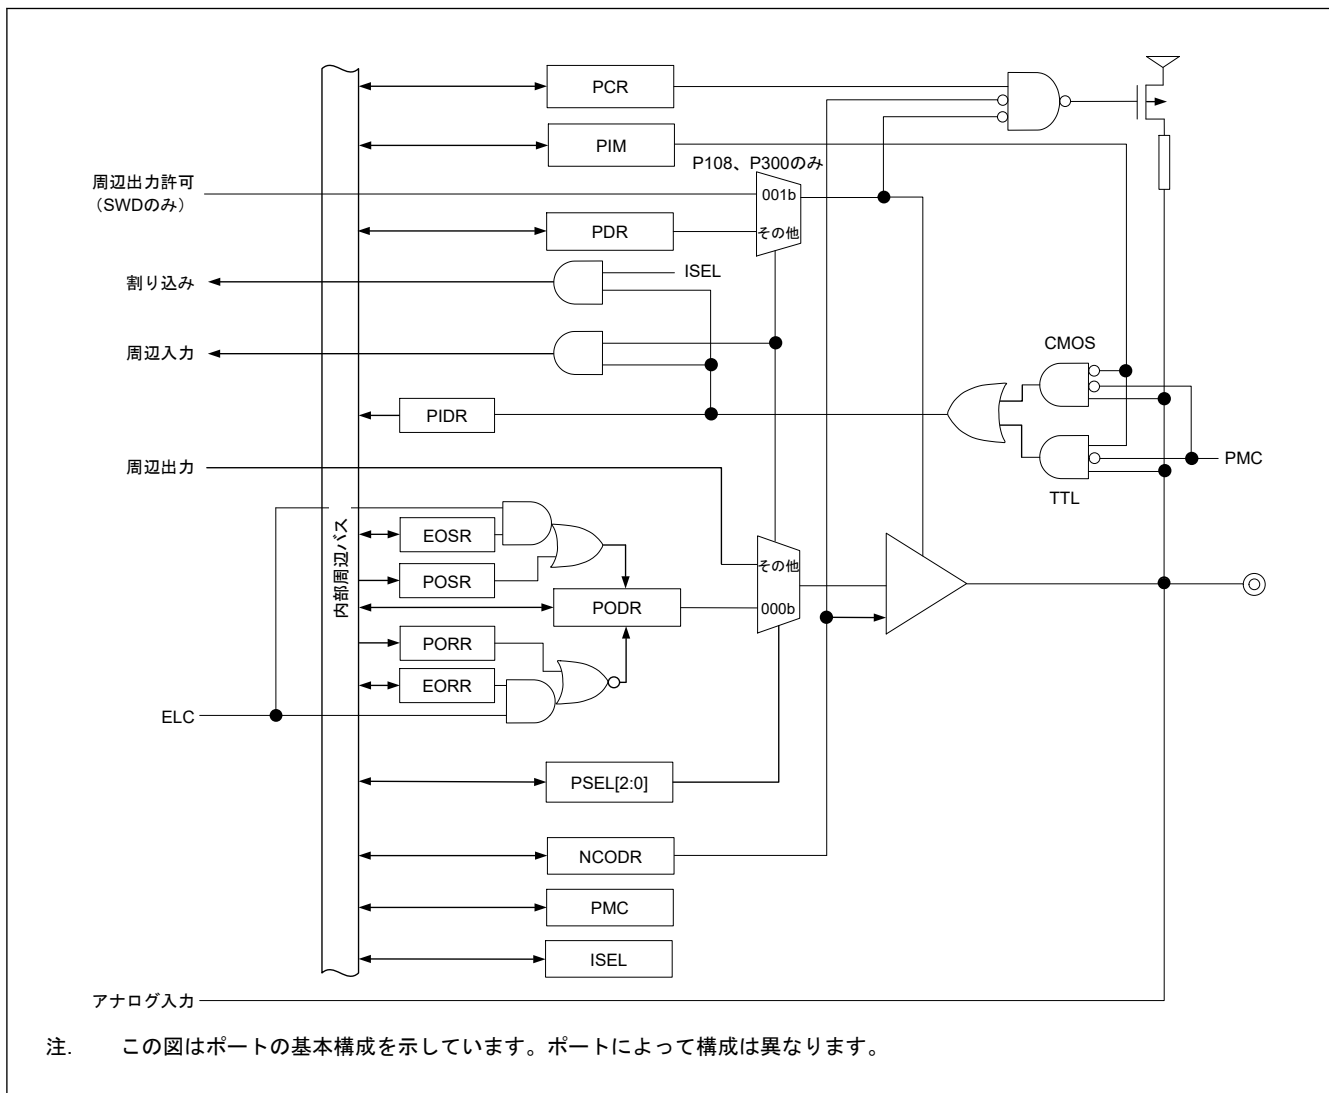 PCR
PIM
P108、P300のみ
周辺出力許可
（SWDのみ）
001b
PDR
その他
ISEL
割り込み
周辺入力
CMOS
PIDR
周辺出力
PMC
TTL
内部周辺バス
EOSR
その他
POSR
PODR
000b
PORR
EORR
ELC
PSEL[2:0]
NCODR
PMC
ISEL
アナログ入力
注. この図はポートの基本構成を示しています。ポートによって構成は異なります。